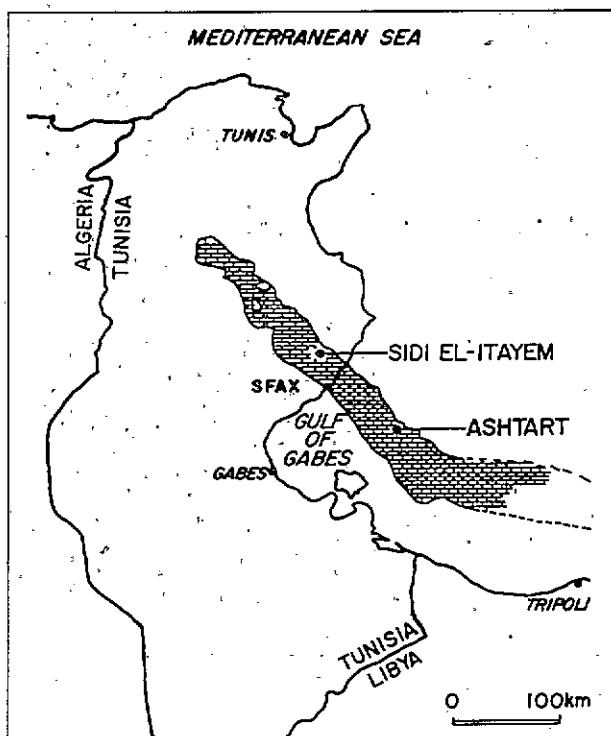 MEDITERRANEAN SEA
TUNIS
ALGERIA
TUNISIA
SIDI EL-ITAYEM
SFAX
GULF
OF
GABES
ASHTART
GABES
TRIPOLI
TUNISIA
LIBYA
0 100km